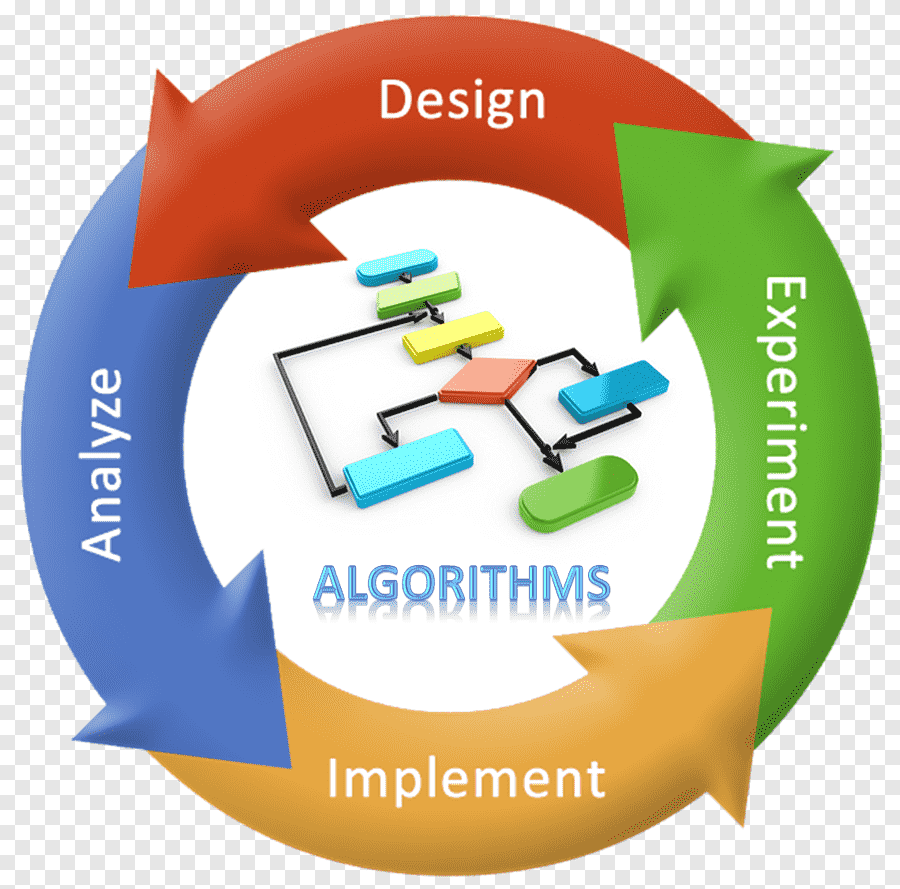 Design
Experiment
Analyze
ALGORITHMS
Implement